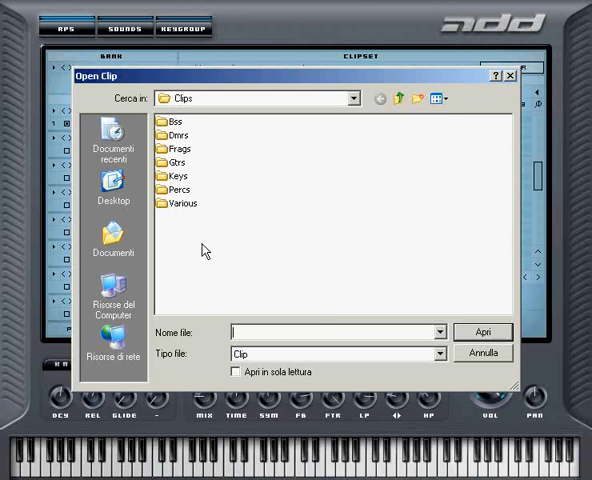 RPS SOUNDS KEYGROUP
add
BANK CLIPSET
Open Clip
Cerca in: Clips
Bss
Dmrs
Frags
Gtrs
Keys
Percs
Various
Documenti
recenti
Desktop
Documenti
Risorse del
Computer
Risorse di rete
Nome file:
Apri
Tipo file: Clip
Annulla
Apri in sola lettura
DCY REL GLIDE - MIX TIME SYM FB FTR LP HP VOL PAN